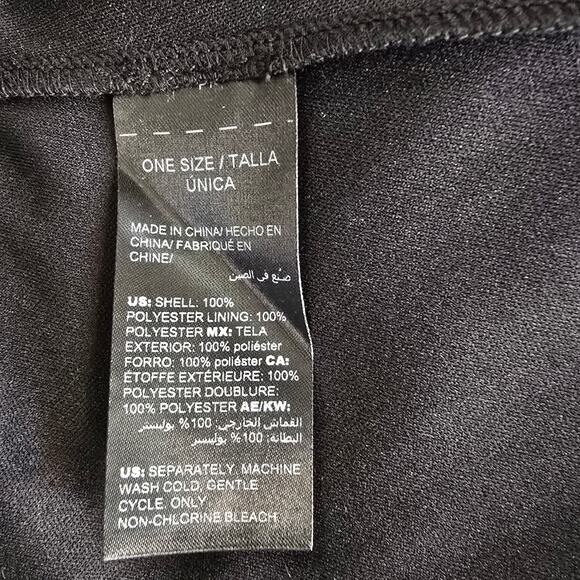 ONE SIZE / TALLA
ÚNICA
MADE IN CHINA/ HECHO EN
CHINA/ FABRIQUÉ EN
CHINE/
صنع في الصين
US: SHELL: 100%
POLYESTER LINING: 100%
POLYESTER MX: TELA
EXTERIOR: 100% poliéster
FORRO: 100% poliéster CA:
ÉTOFFE EXTÉRIEURE: 100%
POLYESTER DOUBLURE:
100% POLYESTER AE/KW:
القماش الخارجي: 100% بوليستر
البطانة: 100% بوليستر
US: SEPARATELY. MACHINE
WASH COLD, GENTLE
CYCLE. ONLY
NON-CHLORINE BLEACH